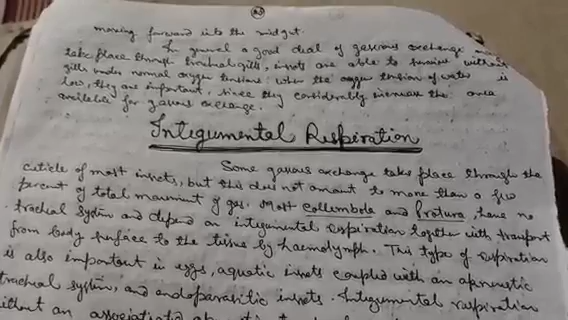 moving forward into the midgut.
In general a good deal of gaseous exchange may
take place through tracheal gills, insects are able to survive without
gills under normal oxygen tensions. When the oxygen tension of water is
low, they are important, since they considerably increase the area
available for gaseous exchange.
Integumental Respiration
Some gaseous exchange takes place through the
cuticle of most insects, but this does not amount to more than a few
percent of total movement of gas. Most Collembola and Protura, have no
tracheal system and depend on integumental respiration together with transport
from body surface to the tissue by haemolymph. This type of respiration
is also important in eggs, aquatic insects coupled with an apneustic
tracheal system, and endoparasitic insects. Integumental respiration
without an associated